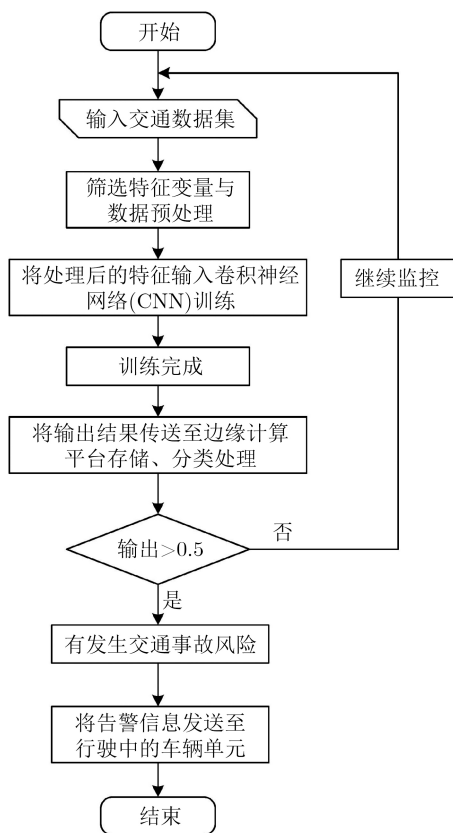 开始
输入交通数据集
筛选特征变量与
数据预处理
将处理后的特征输入卷积神经
网络(CNN)训练
继续监控
训练完成
将输出结果传送至边缘计算
平台存储、分类处理
输出>0.5
否
是
有发生交通事故风险
将告警信息发送至
行驶中的车辆单元
结束